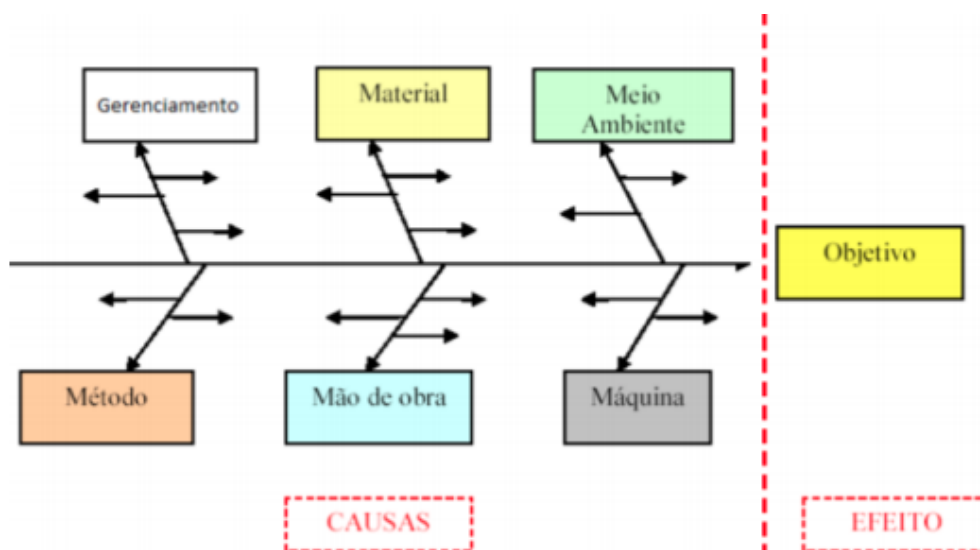 Gerenciamento
Material
Meio
Ambiente
Objetivo
Método
Mão de obra
Máquina
CAUSAS
EFEITO